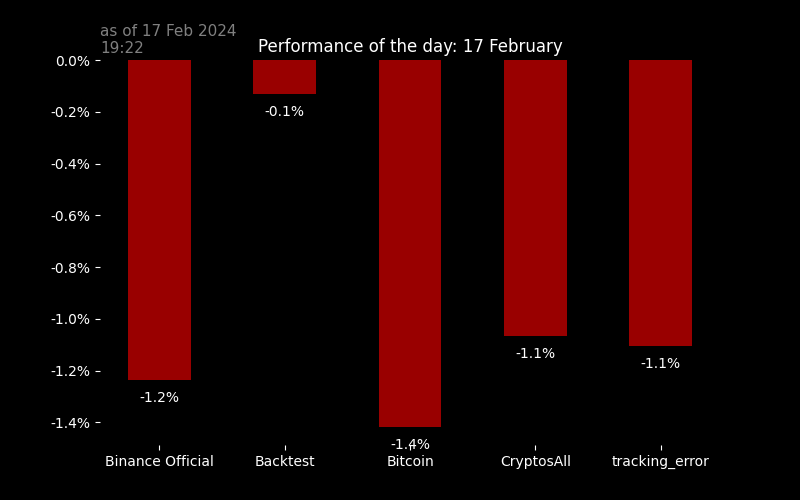 as of 17 Feb 2024
19:22
Performance of the day: 17 February
0.0%
-0.2%
-0.4%
-0.6%
-0.8%
-1.0%
-1.2%
-1.4%
-1.2%
-0.1%
-1.4%
-1.1%
-1.1%
Binance Official
Backtest
Bitcoin
CryptosAll
tracking_error